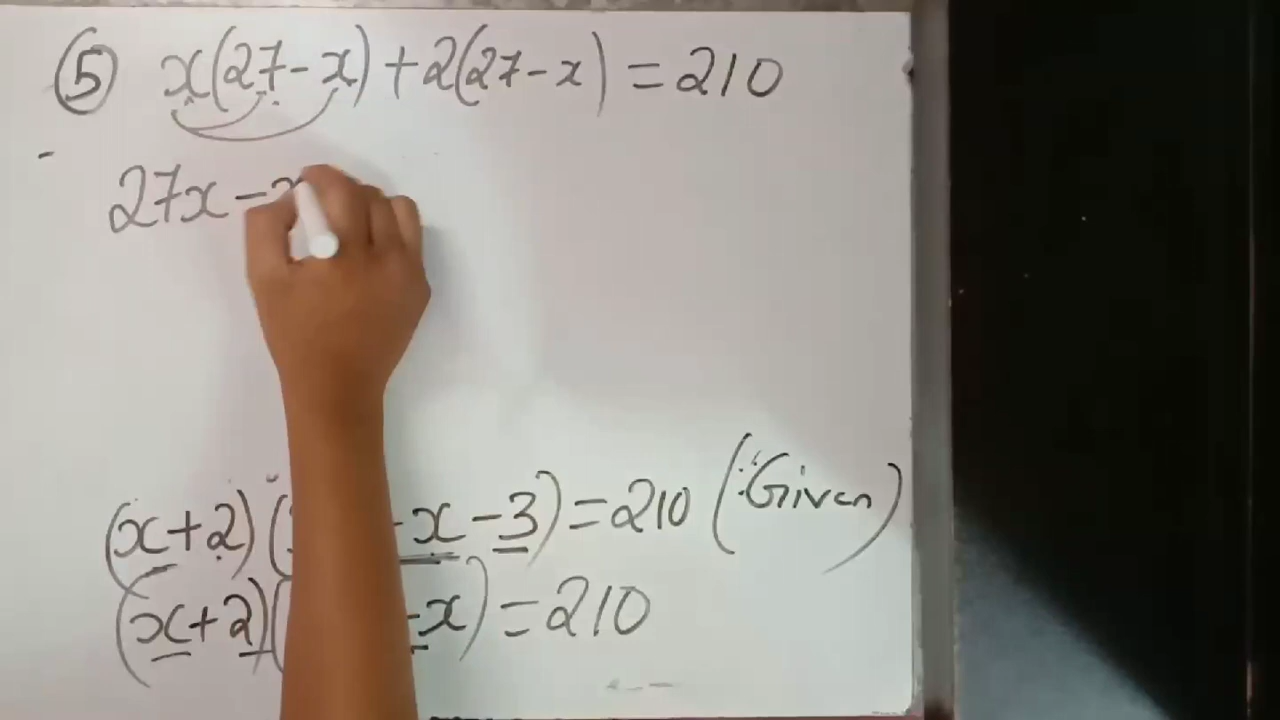 ⑤ x(27-x)+2(27-x)=210
27x-x
(x+2)( -x-3)=210 (∵Given)
(x+2)( -x)=210